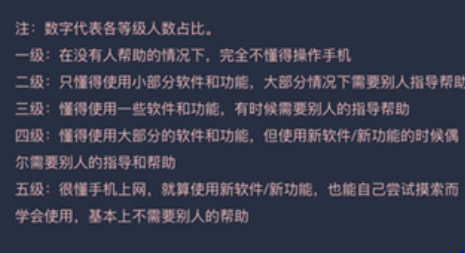 注：数字代表各等级人数占比。
一级：在没有人帮助的情况下，完全不懂得操作手机
二级：只懂得使用小部分软件和功能，大部分情况下需要别人指导帮助
三级：懂得使用一些软件和功能，有时候需要别人的指导帮助
四级：懂得使用大部分的软件和功能，但使用新软件/新功能的时候偶
尔需要别人的指导和帮助
五级：很懂手机上网，就算使用新软件/新功能，也能自己尝试摸索而
学会使用，基本上不需要别人的帮助